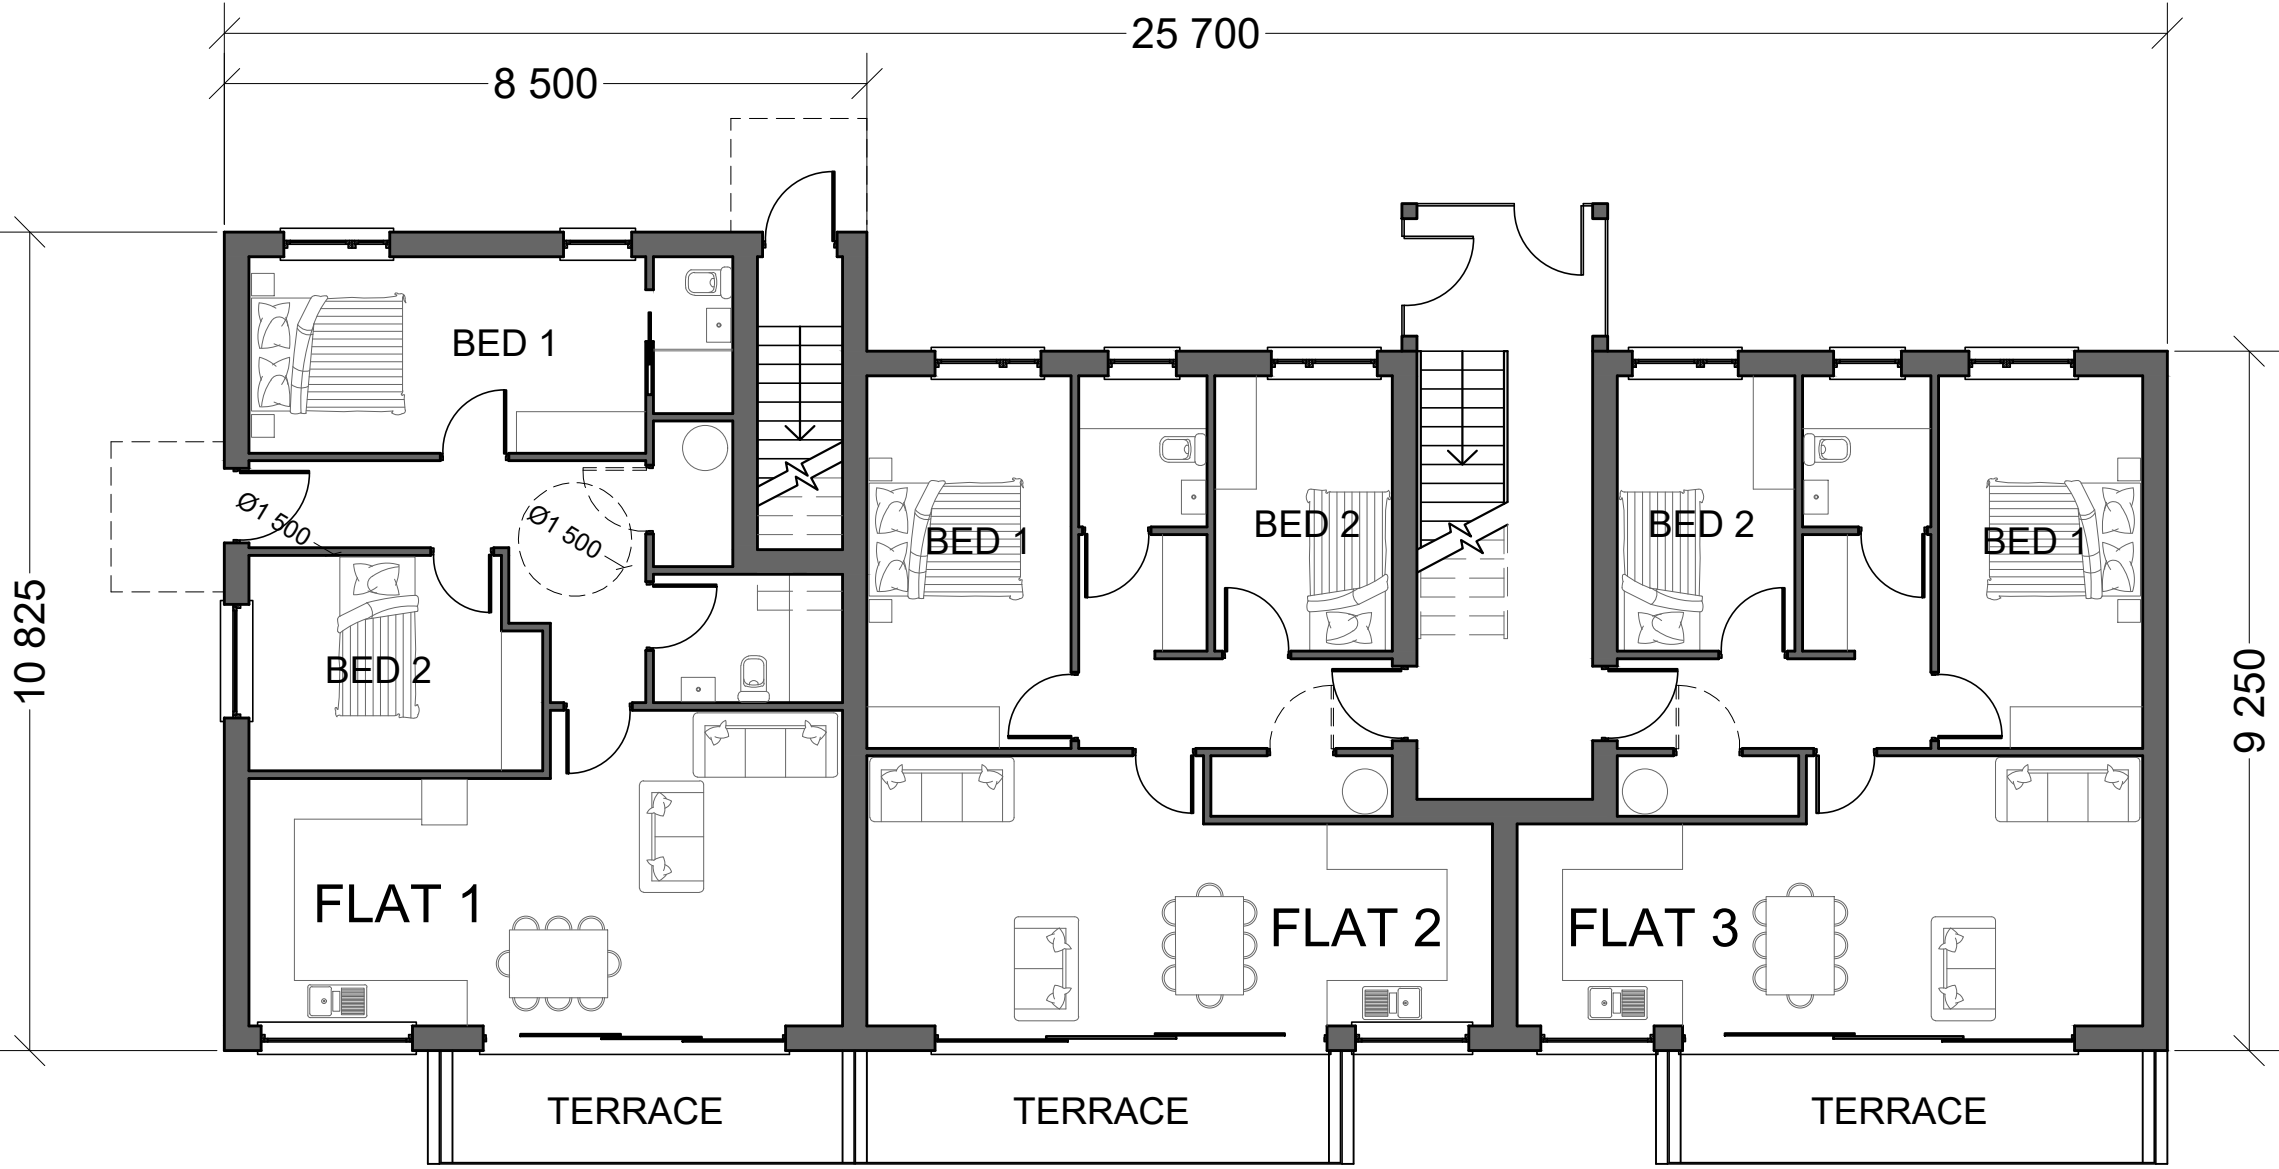 25 700
8 500
BED 1
Ø1 500
Ø1 500
BED 1
BED 2
BED 2
BED 1
10 825
BED 2
9 250
FLAT 1
FLAT 2
FLAT 3
TERRACE
TERRACE
TERRACE